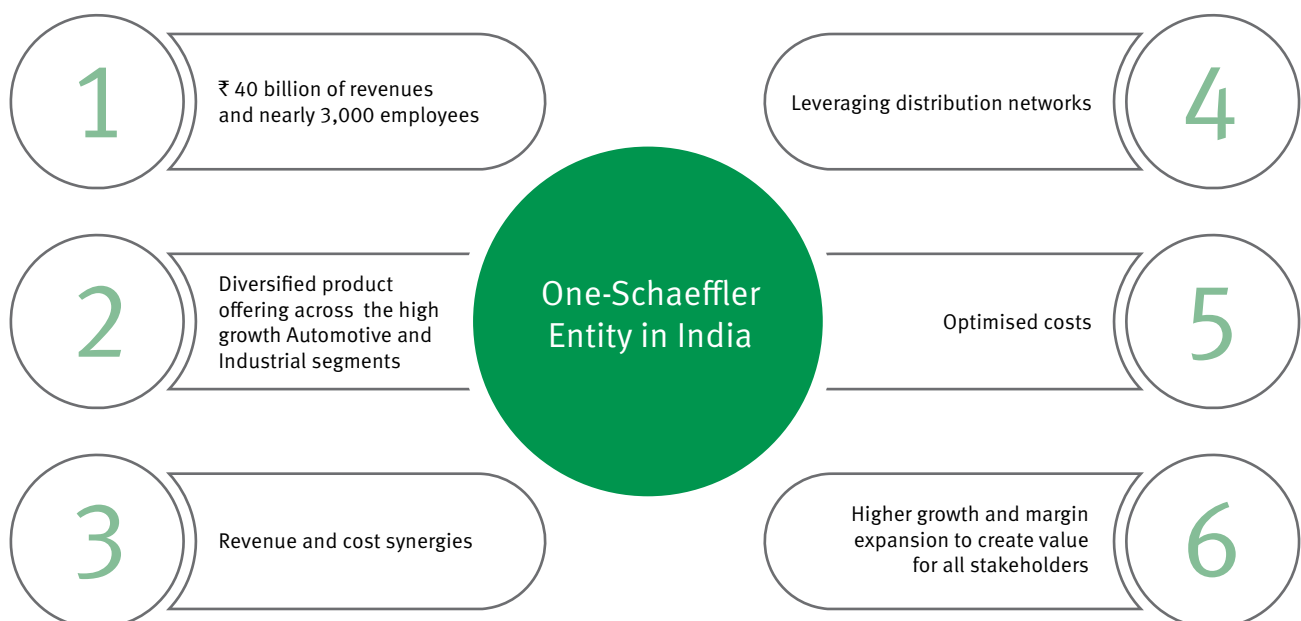 1
₹ 40 billion of revenues
and nearly 3,000 employees
2
Diversified product
offering across the high
growth Automotive and
Industrial segments
3
Revenue and cost synergies
One-Schaeffler
Entity in India
4
Leveraging distribution networks
5
Optimised costs
6
Higher growth and margin
expansion to create value
for all stakeholders